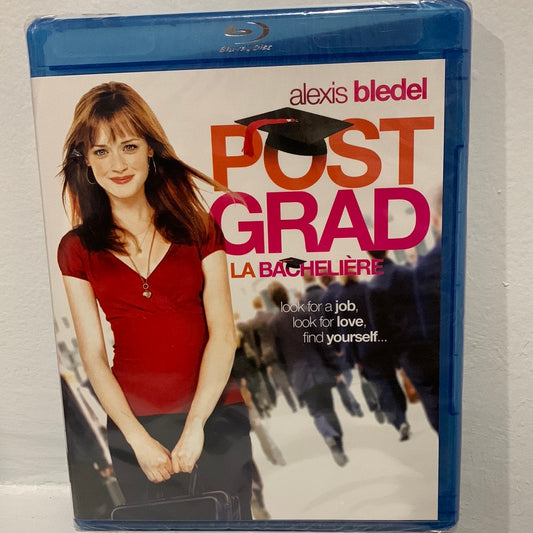 Blu-ray Disc
alexis bledel
POST
GRAD
LA BACHELIÈRE
look for a job,
look for love,
find yourself...